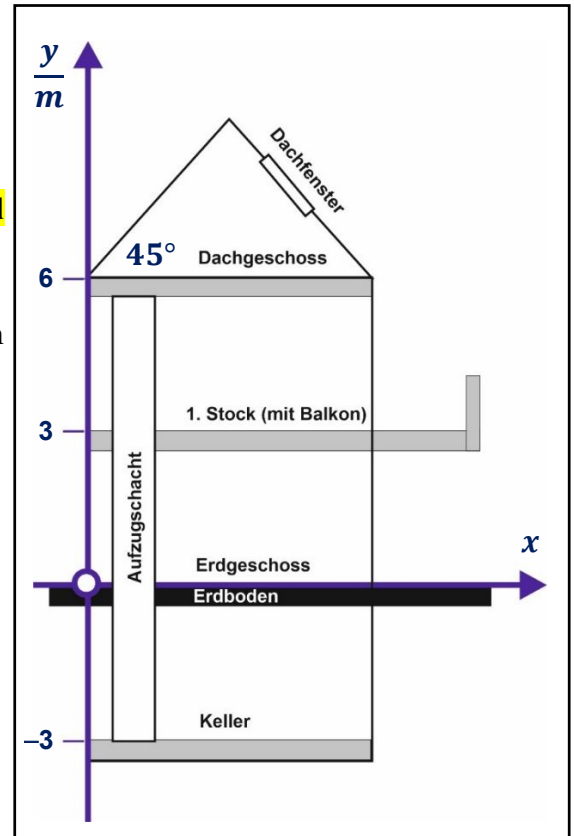 y
m
Dachfenster
45°
Dachgeschoss
6
1. Stock (mit Balkon)
3
Aufzugschacht
x
Erdgeschoss
Erdboden
Keller
–3